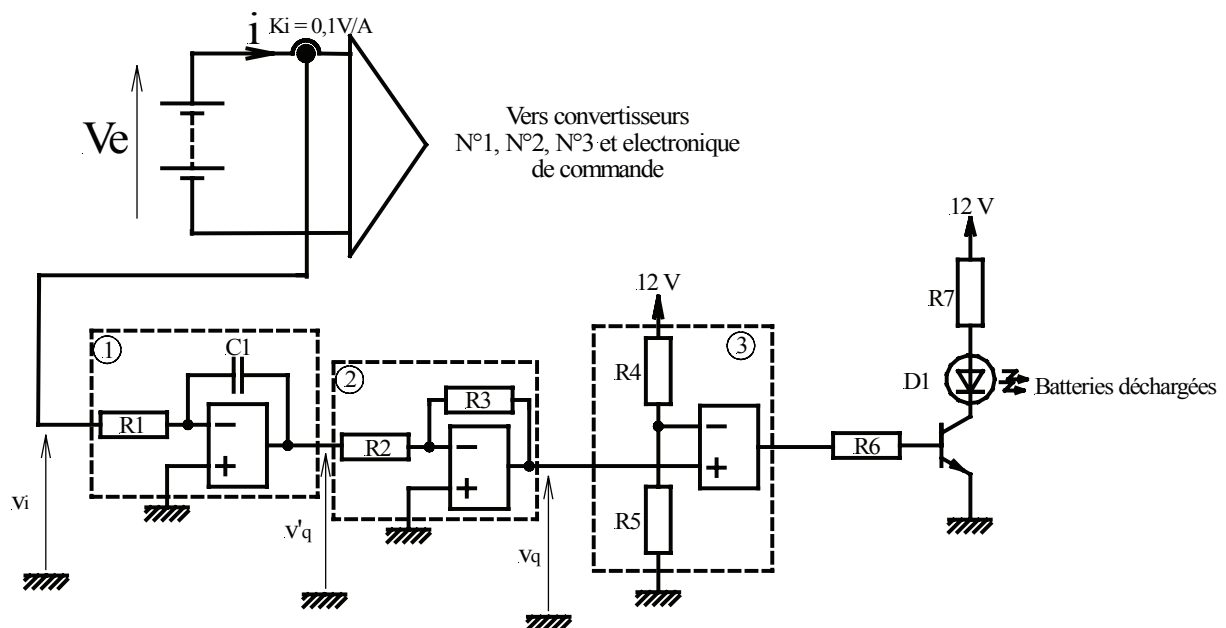 i
Ki = 0,1V/A
Ve
Vers convertisseurs
N°1, N°2, N°3 et electronique
de commande
12 V
R7
12 V
1
C1
2
3
R4
D1
Batteries déchargées
R1
R3
R2
R6
R5
vi
v'q
vq